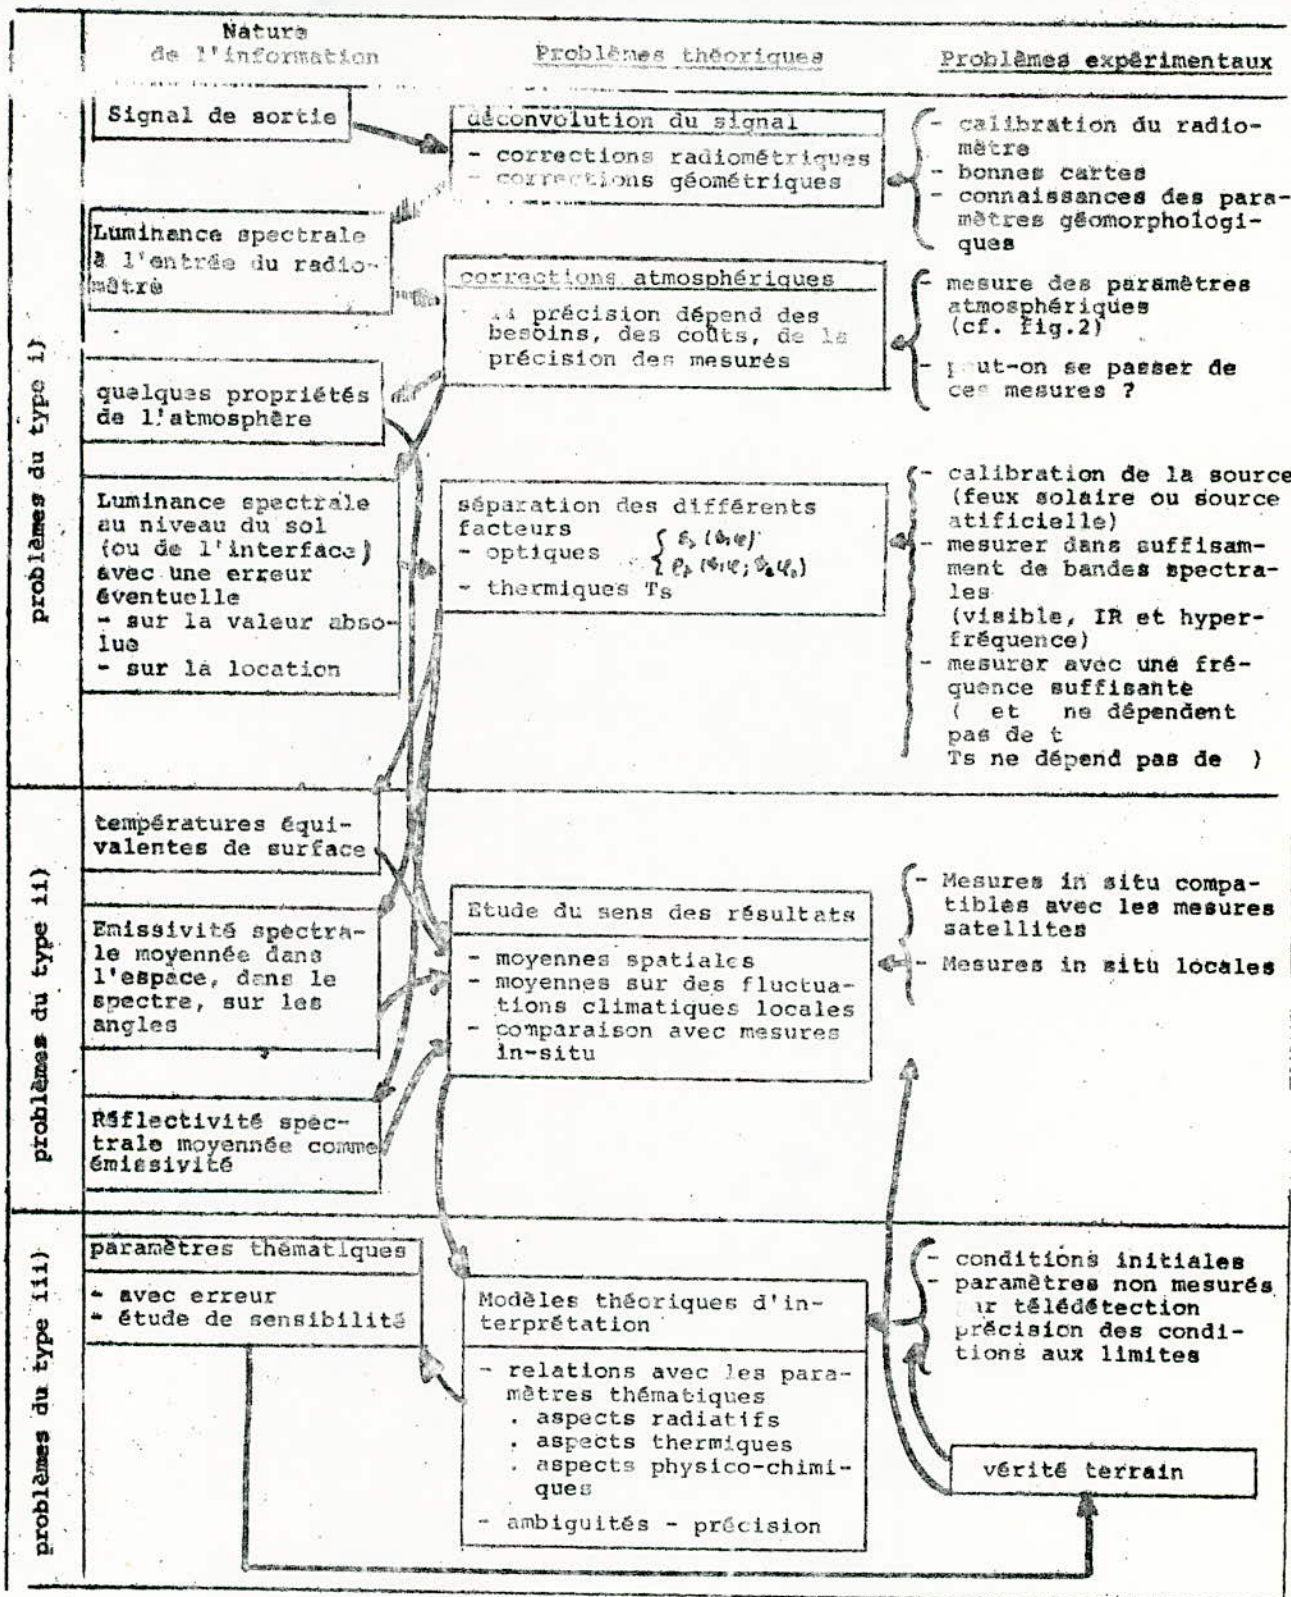 Nature
de l'information
Problèmes théoriques
Problèmes expérimentaux
problèmes du type i)
Signal de sortie
déconvolution du signal
- corrections radiométriques
- corrections géométriques
- calibration du radio-
mètre
- bonnes cartes
- connaissances des para-
mètres géomorphologi-
ques
Luminance spectrale
à l'entrée du radio-
mètre
corrections atmosphériques
précision dépend des
besoins, des coûts, de la
précision des mesurés
- mesure des paramètres
atmosphériques
(cf. fig.2)
- peut-on se passer de
ces mesures ?
quelques propriétés
de l'atmosphère
Luminance spectrale
au niveau du sol
(ou de l'interface)
avec une erreur
éventuelle
- sur la valeur abso-
lue
- sur la location
séparation des différents
facteurs
- optiques
- thermiques Ts
- calibration de la source
(feux solaire ou source
atificielle)
- mesurer dans suffisam-
ment de bandes spectra-
les
(visible, IR et hyper-
fréquence)
- mesurer avec une fré-
quence suffisante
( et ne dépendent
pas de t
Ts ne dépend pas de )
problèmes du type ii)
températures équi-
valentes de surface
Emissivité spectra-
le moyennée dans
l'espace, dans le
spectre, sur les
angles
Réflectivité spec-
trale moyennée comme
émissivité
Etude du sens des résultats
- moyennes spatiales
- moyennes sur des fluctua-
tions climatiques locales
- comparaison avec mesures
in-situ
- Mesures in situ compa-
tibles avec les mesures
satellites
- Mesures in situ locales
problèmes du type iii)
paramètres thématiques
- avec erreur
- étude de sensibilité
Modèles théoriques d'in-
terprétation
- relations avec les para-
mètres thématiques
. aspects radiatifs
. aspects thermiques
. aspects physico-chimi-
ques
- ambiguités - précision
- conditions initiales
- paramètres non mesurés
par télédétection
précision des condi-
tions aux limites
vérité terrain